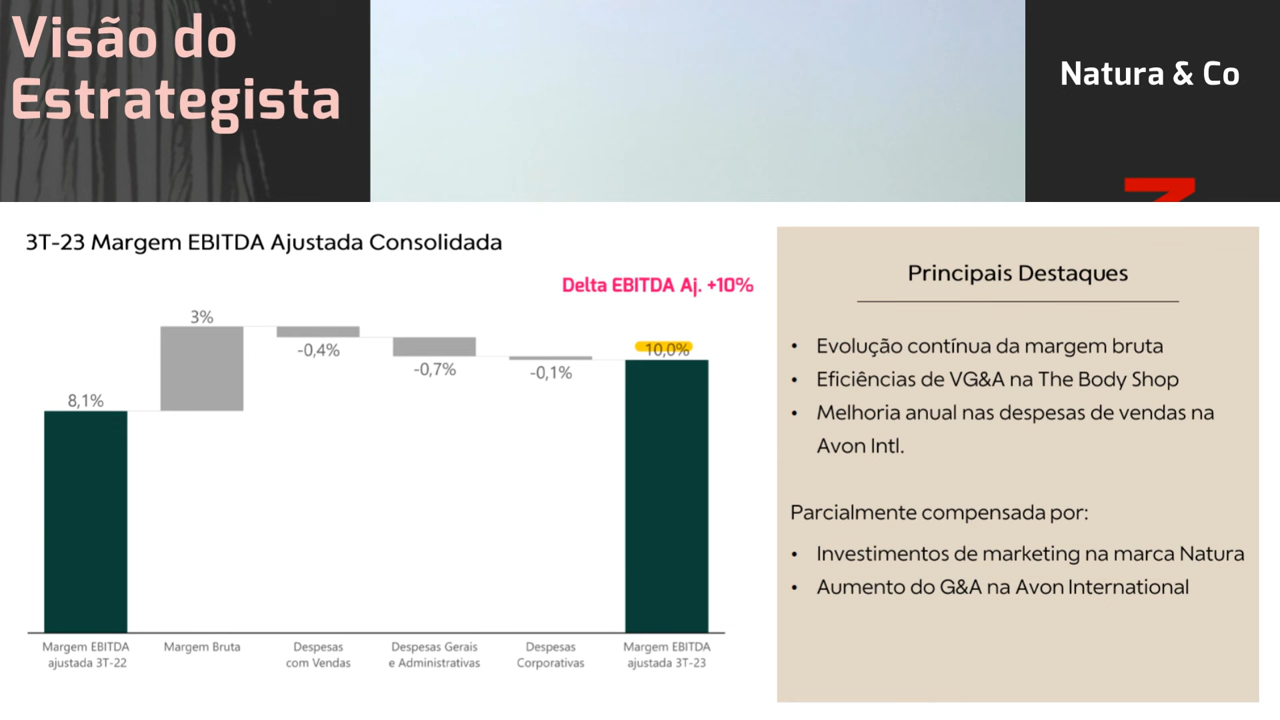 Visão do
Estrategista
Natura & Co
3T-23 Margem EBITDA Ajustada Consolidada
Delta EBITDA Aj. +10%
8,1%
3%
-0,4%
-0,7%
-0,1%
10,0%
Margem EBITDA
ajustada 3T-22
Margem Bruta
Despesas
com Vendas
Despesas Gerais
e Administrativas
Despesas
Corporativas
Margem EBITDA
ajustada 3T-23
Principais Destaques
• Evolução contínua da margem bruta
• Eficiências de VG&A na The Body Shop
• Melhoria anual nas despesas de vendas na
Avon Intl.
Parcialmente compensada por:
• Investimentos de marketing na marca Natura
• Aumento do G&A na Avon International